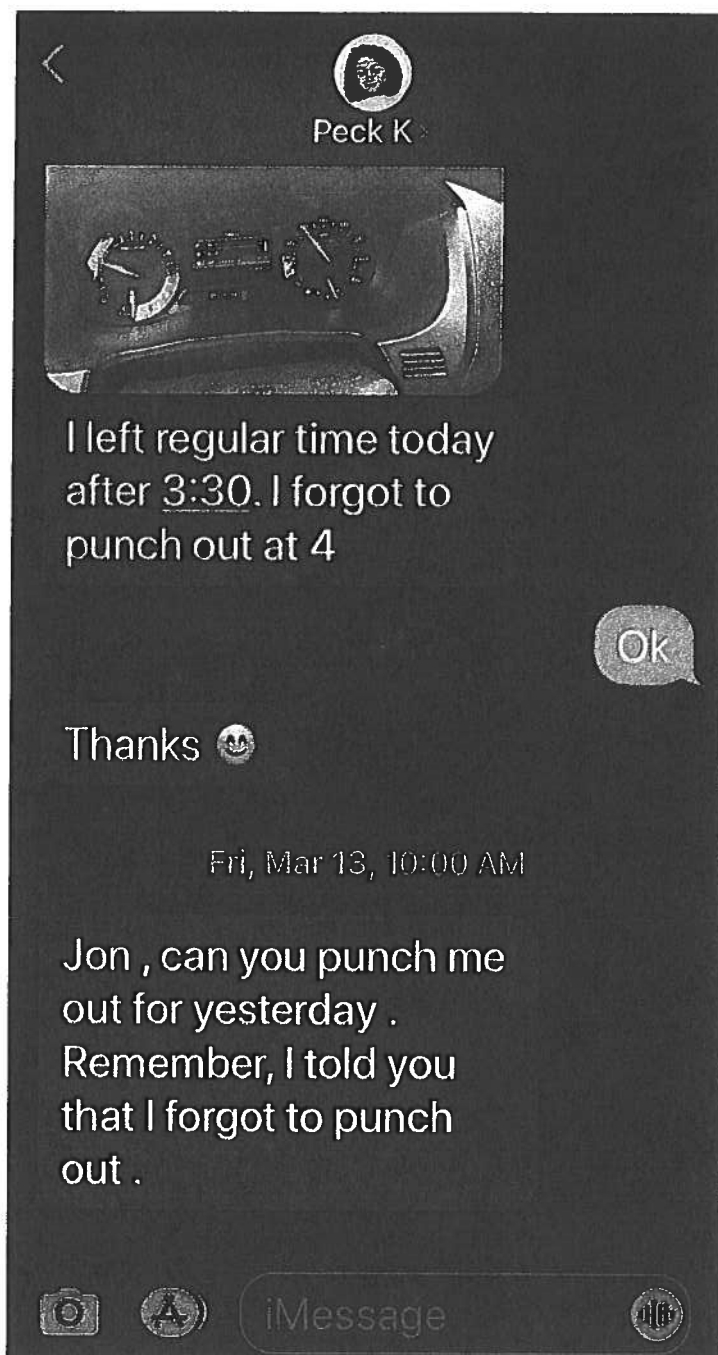 Peck K
I left regular time today
after 3:30. I forgot to
punch out at 4
Ok
Thanks 😊
Fri, Mar 13, 10:00 AM
Jon , can you punch me
out for yesterday .
Remember, I told you
that I forgot to punch
out .
iMessage